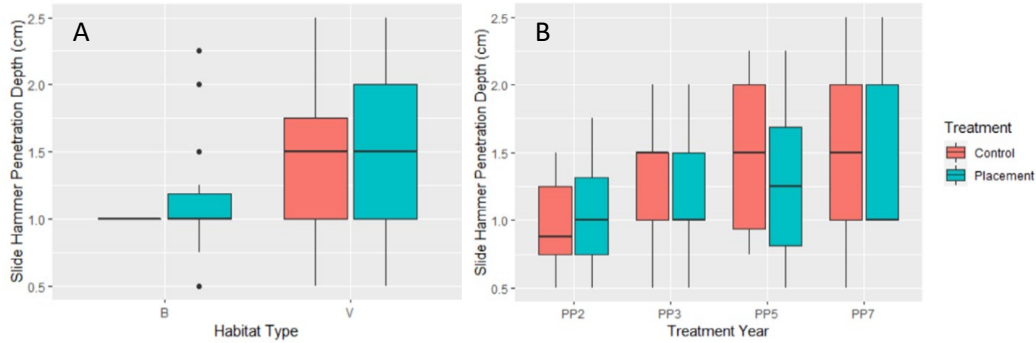 A
Slide Hammer Penetration Depth (cm)
2.5
2.0
1.5
1.0
0.5
B
V
Habitat Type
B
Slide Hammer Penetration Depth (cm)
2.5
2.0
1.5
1.0
0.5
PP2
PP3
PP5
PP7
Treatment Year
Treatment
Control
Placement